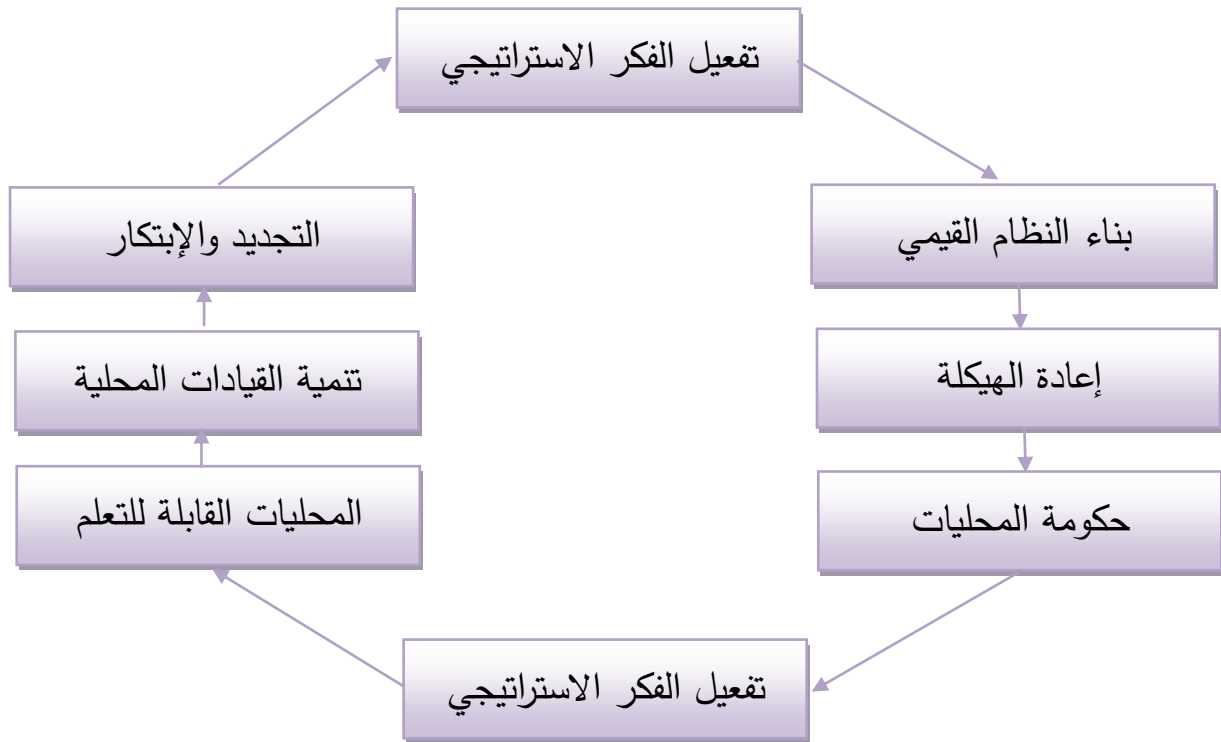 تفعيل الفكر الاستراتيجي
بناء النظام القيمي
التجديد والإبتكار
إعادة الهيكلة
تنمية القيادات المحلية
حكومة المحليات
المحليات القابلة للتعلم
تفعيل الفكر الاستراتيجي